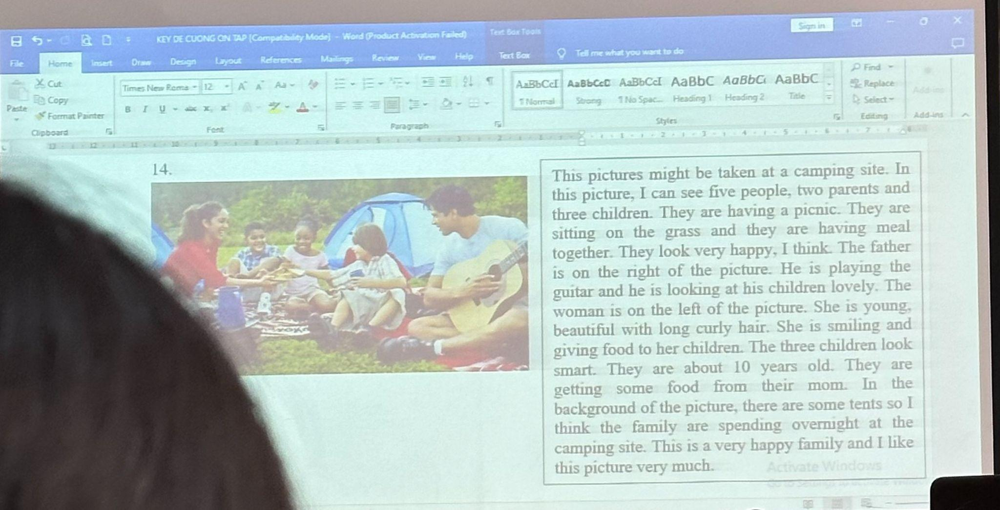 KEY DE CUONG ON TAP [Compatibility Mode] - Word (Product Activation Failed)
Text Box Tools
Sign in
File Home Insert Draw Design Layout References Mailings Review View Help Text Box Tell me what you want to do
Paste
Cut
Copy
Format Painter
Clipboard
Times New Roma 12
Font
Paragraph
AaBbCcI AaBbCcD AaBbCcI AaBbC AaBbCc AaBbC
¶ Normal Strong ¶ No Spac... Heading 1 Heading 2 Title
Styles
Find
Replace
Select
Editing
Add-ins
Add-ins
14.
This pictures might be taken at a camping site. In
this picture, I can see five people, two parents and
three children. They are having a picnic. They are
sitting on the grass and they are having meal
together. They look very happy, I think. The father
is on the right of the picture. He is playing the
guitar and he is looking at his children lovely. The
woman is on the left of the picture. She is young,
beautiful with long curly hair. She is smiling and
giving food to her children. The three children look
smart. They are about 10 years old. They are
getting some food from their mom. In the
background of the picture, there are some tents so I
think the family are spending overnight at the
camping site. This is a very happy family and I like
this picture very much.
Activate Windows